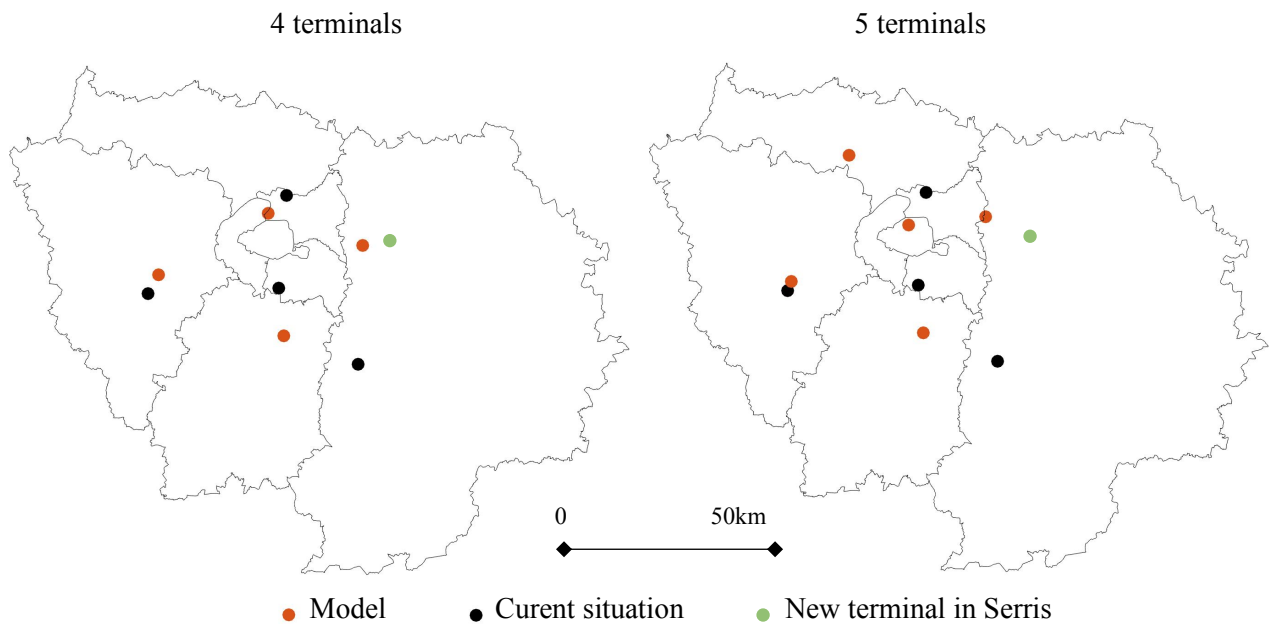 4 terminals
5 terminals
0
50km
Model
Curent situation
New terminal in Serris